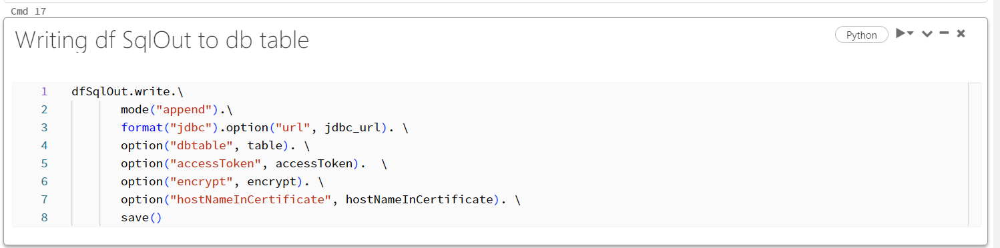 Cmd 17
Writing df SqlOut to db table
Python
1 dfSqlOut.write.\
2 mode("append").\
3 format("jdbc").option("url", jdbc_url). \
4 option("dbtable", table). \
5 option("accessToken", accessToken).  \
6 option("encrypt", encrypt). \
7 option("hostNameInCertificate", hostNameInCertificate). \
8 save()